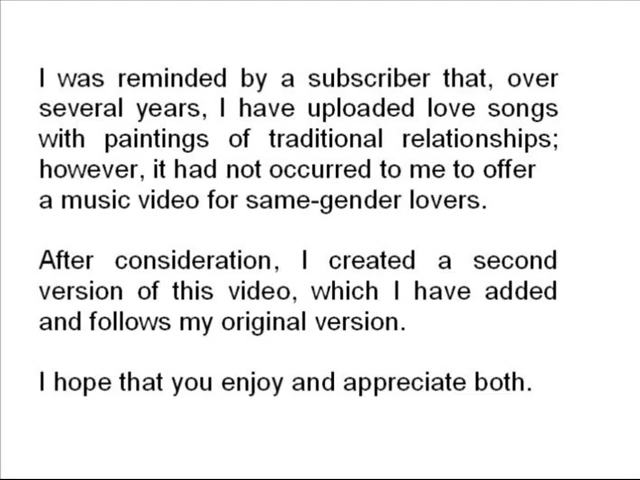 I was reminded by a subscriber that, over
several years, I have uploaded love songs
with paintings of traditional relationships;
however, it had not occurred to me to offer
a music video for same-gender lovers.
After consideration, I created a second
version of this video, which I have added
and follows my original version.
I hope that you enjoy and appreciate both.